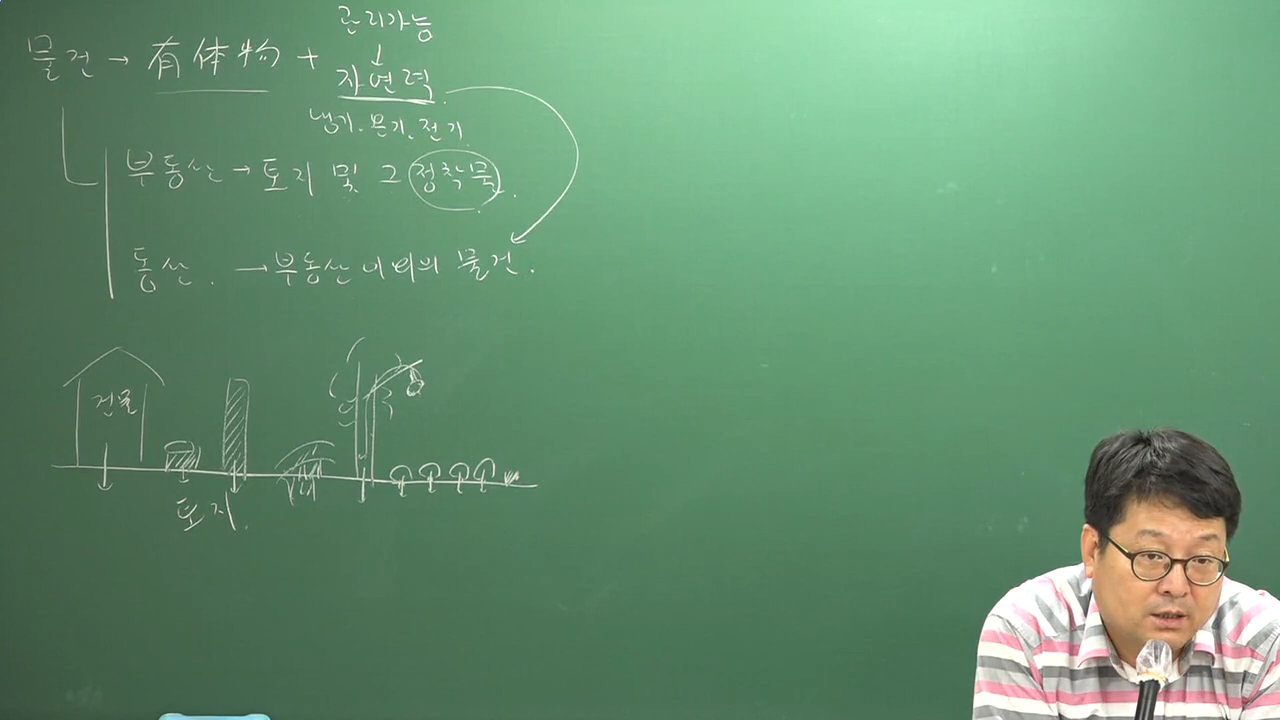 관리가능
↓
물건 → 有体物 + 자연력
냉기. 온기. 전기.
부동산 → 토지 및 그 정착물.
동산. → 부동산 이외의 물건.
건물
토지.